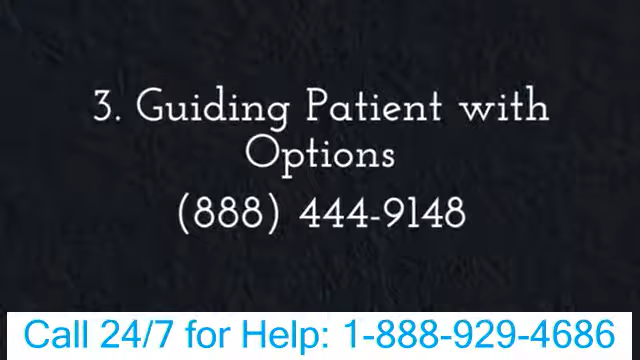 3. Guiding Patient with
Options
(888) 444-9148
Call 24/7 for Help: 1-888-929-4686